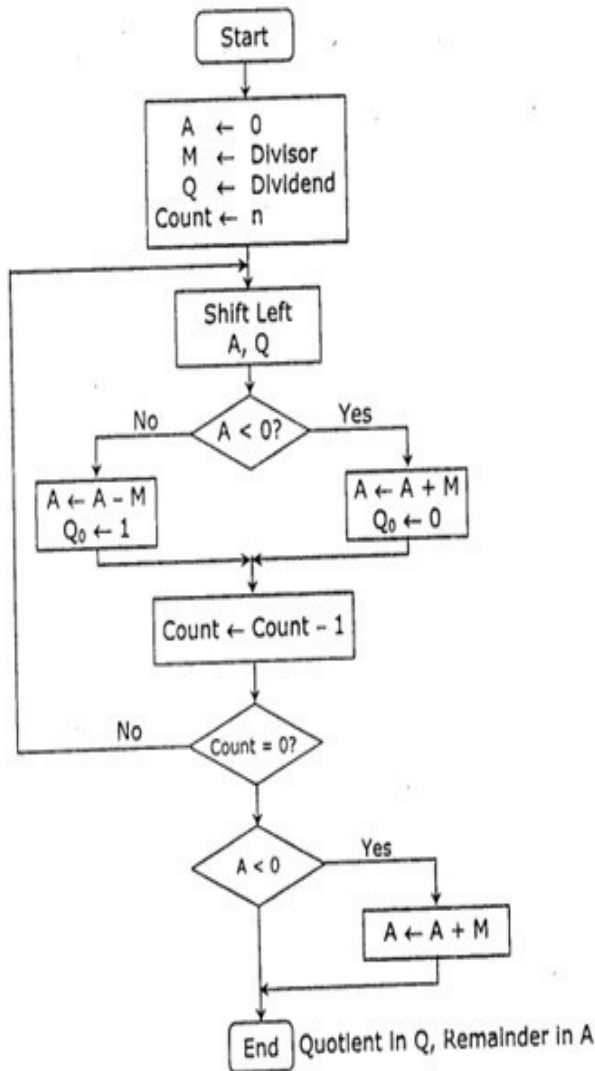 Start
A ← 0
M ← Divisor
Q ← Dividend
Count ← n
Shift Left
A, Q
No
A < 0?
Yes
A ← A – M
Q₀ ← 1
A ← A + M
Q₀ ← 0
Count ← Count – 1
No
Count = 0?
A < 0
Yes
A ← A + M
End
Quotient in Q, Remainder in A